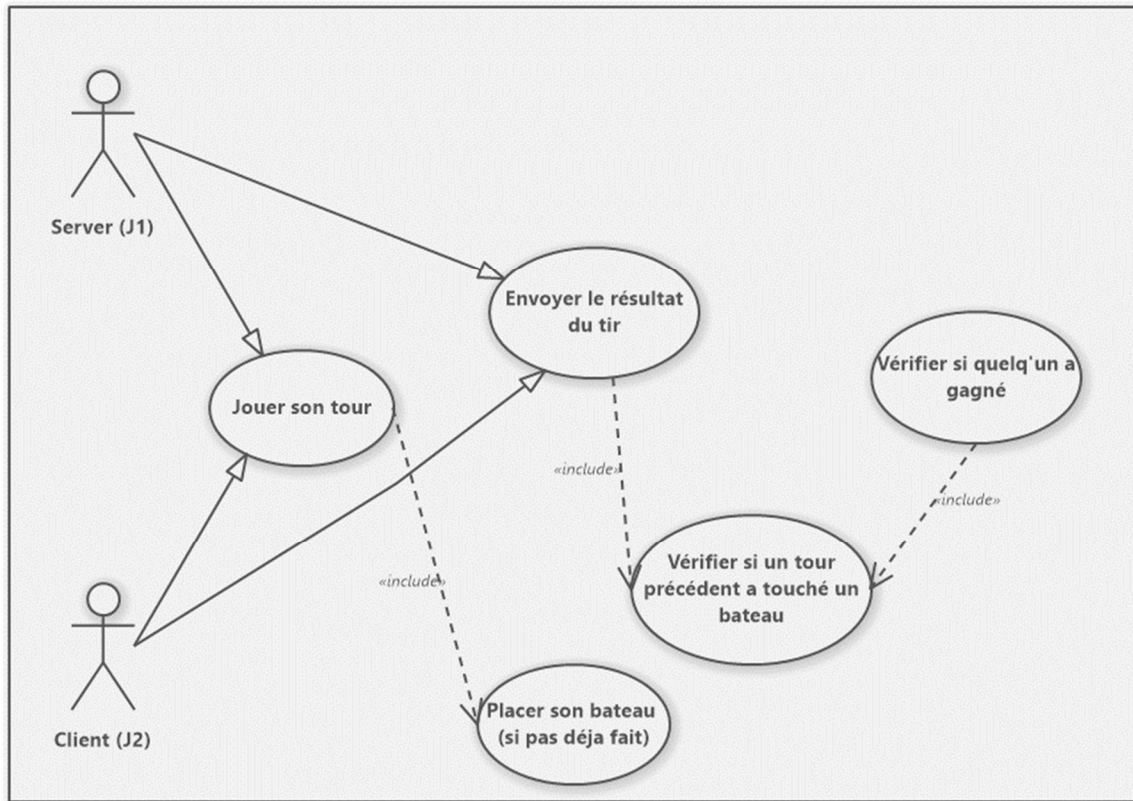 Server (J1)
Envoyer le résultat
du tir
Vérifier si quelq'un a
gagné
Jouer son tour
«include»
«include»
Vérifier si un tour
précédent a touché un
bateau
«include»
Placer son bateau
(si pas déja fait)
Client (J2)